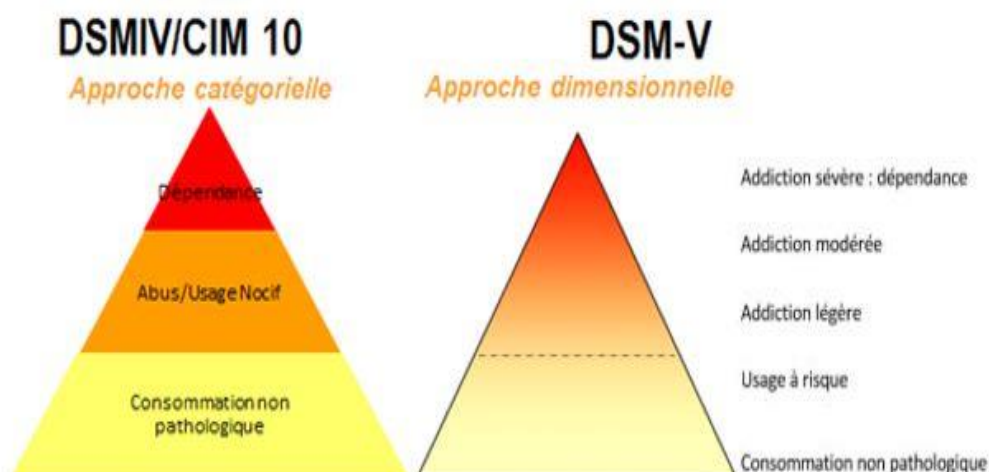 DSMIV/CIM 10
Approche catégorielle
Dépendance
Abus/Usage Nocif
Consommation non
pathologique
DSM-V
Approche dimensionnelle
Addiction sévère : dépendance
Addiction modérée
Addiction légère
Usage à risque
Consommation non pathologique